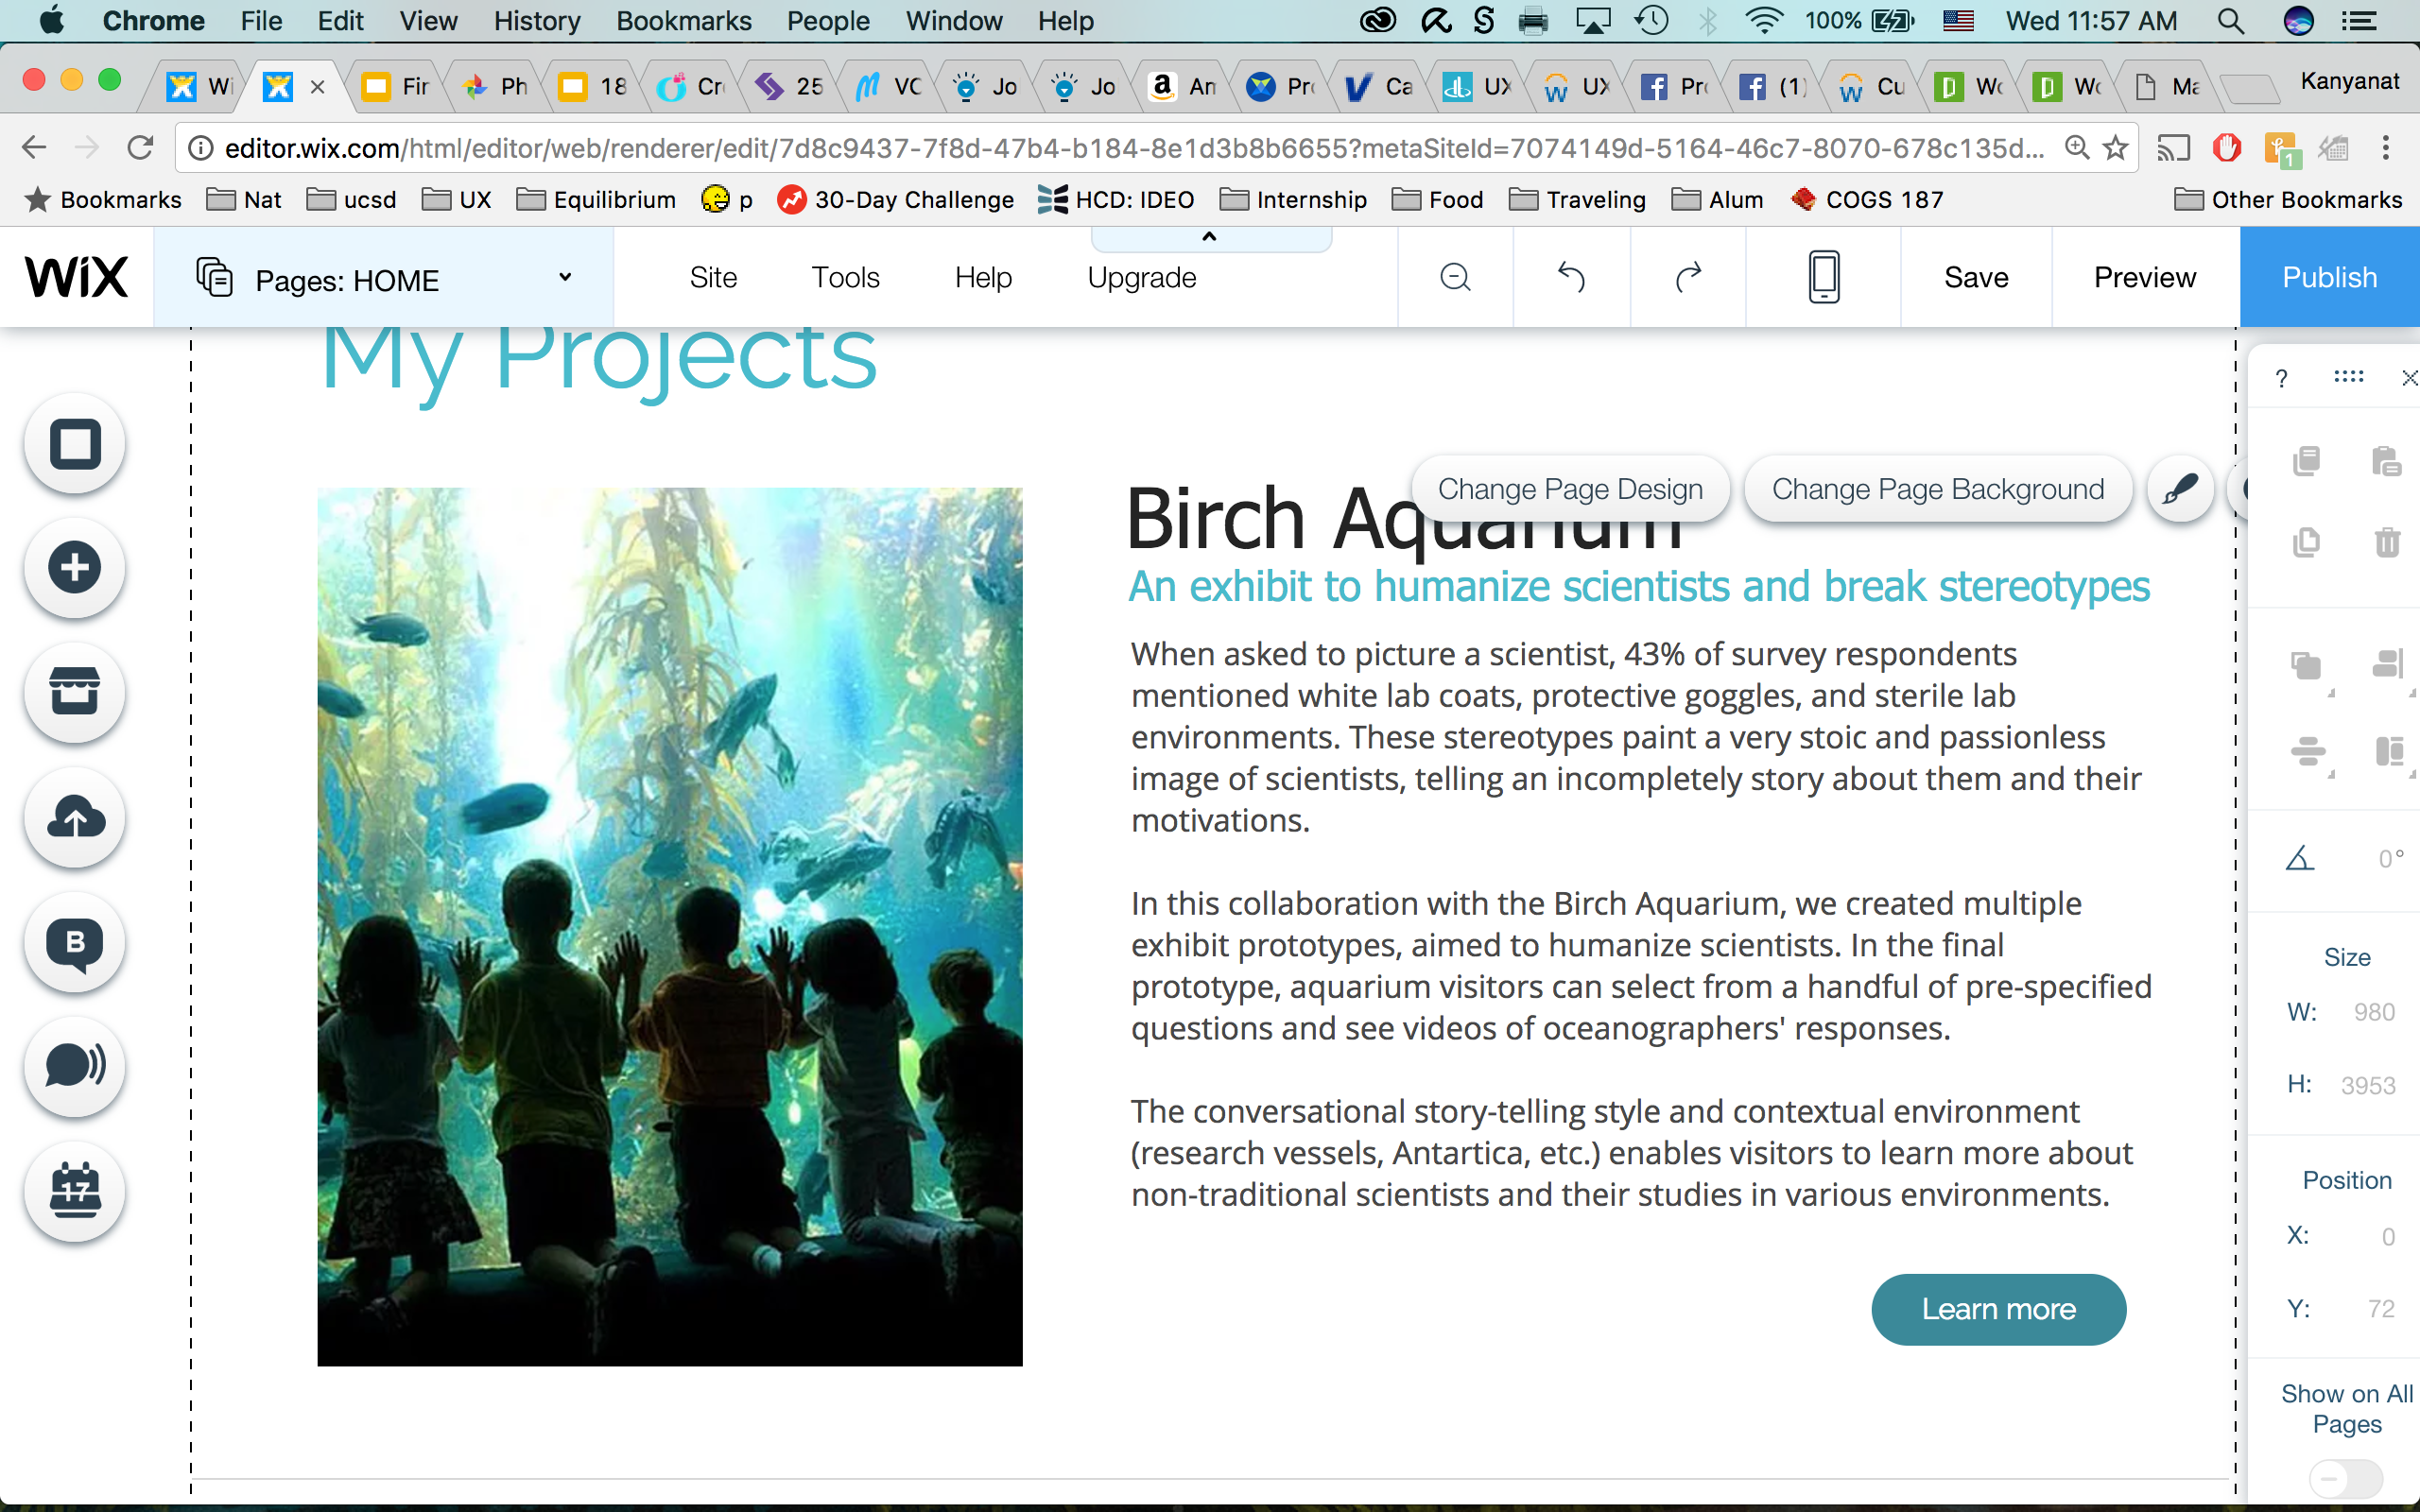 Chrome File Edit View History Bookmarks People Window Help 100% Wed 11:57 AM
Wi Fir Ph 18 Cr 25 VC Jo Jo An Pro Ca UX UX Pro (1) Cu Wo Wo Ma Kanyanat
editor.wix.com/html/editor/web/renderer/edit/7d8c9437-7f8d-47b4-b184-8e1d3b8b6655?metaSiteId=7074149d-5164-46c7-8070-678c135d... 1
Bookmarks Nat ucsd UX Equilibrium p 30-Day Challenge HCD: IDEO Internship Food Traveling Alum COGS 187 Other Bookmarks
WiX Pages: HOME Site Tools Help Upgrade Save Preview Publish
My Projects
?
Change Page Design Change Page Background
Birch Aquarium
An exhibit to humanize scientists and break stereotypes
When asked to picture a scientist, 43% of survey respondents
mentioned white lab coats, protective goggles, and sterile lab
environments. These stereotypes paint a very stoic and passionless
image of scientists, telling an incompletely story about them and their
motivations.
In this collaboration with the Birch Aquarium, we created multiple
exhibit prototypes, aimed to humanize scientists. In the final
prototype, aquarium visitors can select from a handful of pre-specified
questions and see videos of oceanographers' responses.
The conversational story-telling style and contextual environment
(research vessels, Antartica, etc.) enables visitors to learn more about
non-traditional scientists and their studies in various environments.
Learn more
B
17
0°
Size
W: 980
H: 3953
Position
X: 0
Y: 72
Show on All
Pages